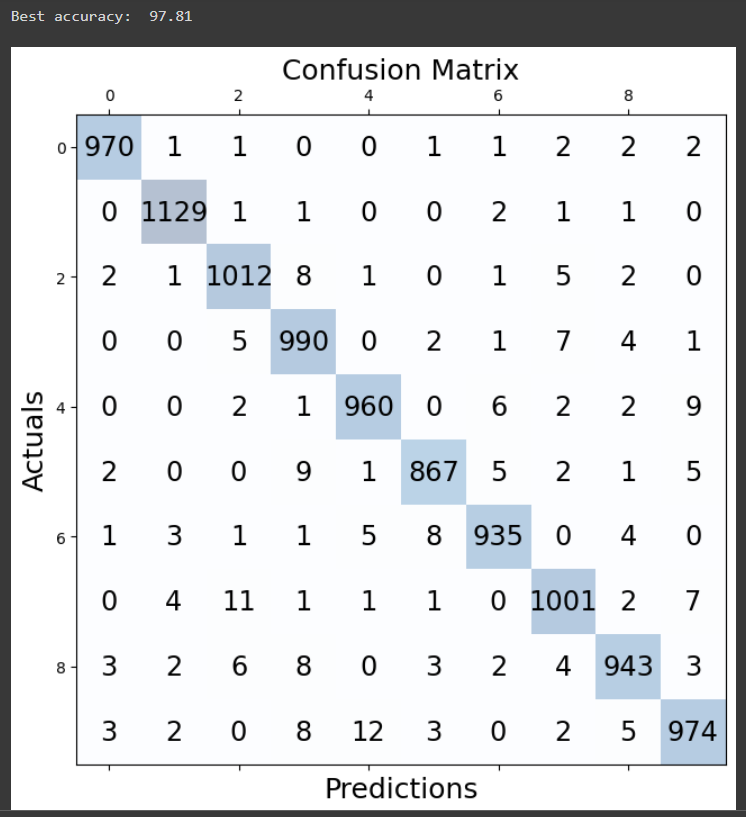 Best accuracy:  97.81
Confusion Matrix
0 2 4 6 8
0 970 1 1 0 0 1 1 2 2 2
0 1129 1 1 0 0 2 1 1 0
2 2 1 1012 8 1 0 1 5 2 0
0 0 5 990 0 2 1 7 4 1
4 0 0 2 1 960 0 6 2 2 9
2 0 0 9 1 867 5 2 1 5
6 1 3 1 1 5 8 935 0 4 0
0 4 11 1 1 1 0 1001 2 7
8 3 2 6 8 0 3 2 4 943 3
3 2 0 8 12 3 0 2 5 974
Actuals
Predictions